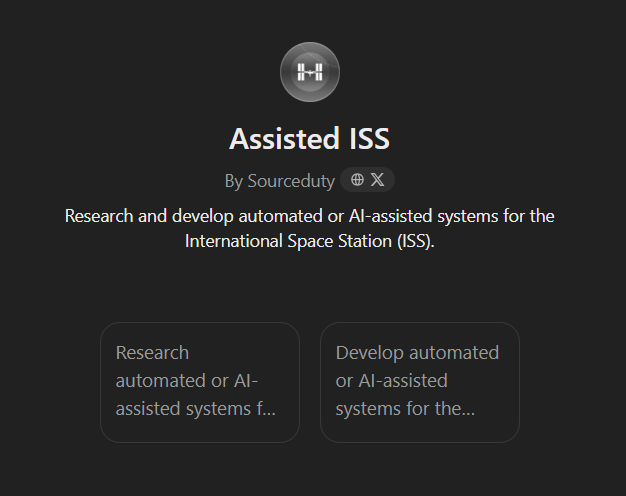 Assisted ISS
By Sourceduty
Research and develop automated or AI-assisted systems for the
International Space Station (ISS).
Research
automated or AI-
assisted systems f...
Develop automated
or AI-assisted
systems for the...